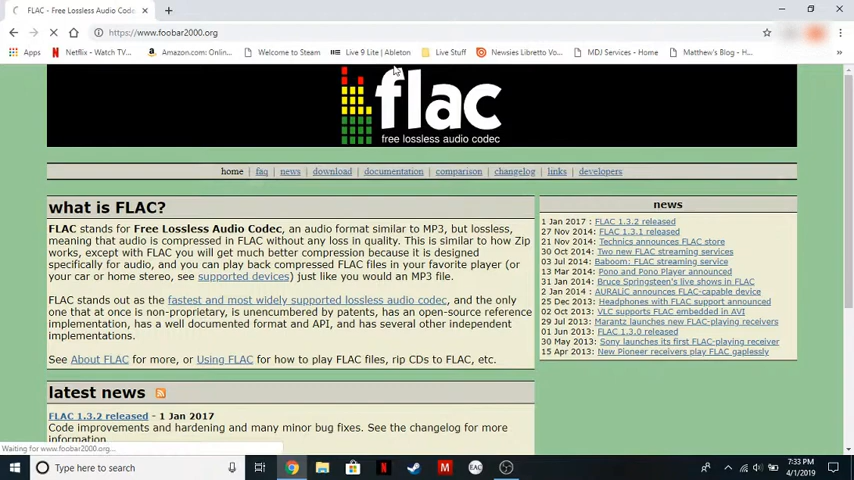 FLAC - Free Lossless Audio Codec
https://www.foobar2000.org
Apps Netflix - Watch TV... Amazon.com: Onlin... Welcome to Steam Live 9 Lite | Ableton Live Stuff Newsies Libretto Vo... MDJ Services - Home Matthew's Blog - H...
flac
free lossless audio codec
home | faq | news | download | documentation | comparison | changelog | links | developers
what is FLAC?
FLAC stands for Free Lossless Audio Codec, an audio format similar to MP3, but lossless,
meaning that audio is compressed in FLAC without any loss in quality. This is similar to how Zip
works, except with FLAC you will get much better compression because it is designed
specifically for audio, and you can play back compressed FLAC files in your favorite player (or
your car or home stereo, see supported devices) just like you would an MP3 file.
FLAC stands out as the fastest and most widely supported lossless audio codec, and the only
one that at once is non-proprietary, is unencumbered by patents, has an open-source reference
implementation, has a well documented format and API, and has several other independent
implementations.
See About FLAC for more, or Using FLAC for how to play FLAC files, rip CDs to FLAC, etc.
latest news
FLAC 1.3.2 released - 1 Jan 2017
Code improvements and hardening and many minor bug fixes. See the changelog for more
information
news
1 Jan 2017 : FLAC 1.3.2 released
27 Nov 2014: FLAC 1.3.1 released
21 Nov 2014: Technics announces FLAC store
30 Oct 2014: Two new FLAC streaming services
03 Jul 2014: Baboom: FLAC streaming service
13 Mar 2014: Pono and Pono Player announced
31 Jan 2014: Bruce Springsteen's live shows in FLAC
2 Jan 2014: AURALiC announces FLAC-capable device
25 Dec 2013: Headphones with FLAC support announced
02 Oct 2013: VLC supports FLAC embedded in AVI
29 Jul 2013: Marantz launches new FLAC-playing receivers
01 Jun 2013: FLAC 1.3.0 released
30 May 2013: Sony launches its first FLAC-playing receiver
15 Apr 2013: New Pioneer receivers play FLAC gaplessly
Waiting for www.foobar2000.org...
Type here to search
EAC
7:33 PM
4/1/2019